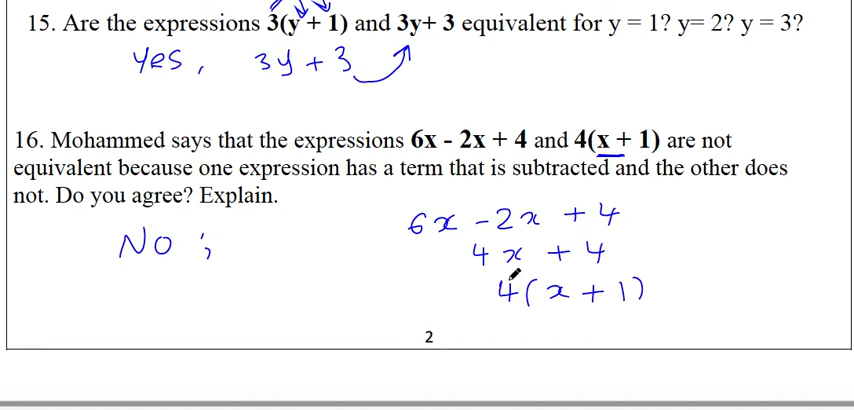 15. Are the expressions 3(y + 1) and 3y+ 3 equivalent for y = 1? y= 2? y = 3?
Yes, 3y + 3
16. Mohammed says that the expressions 6x - 2x + 4 and 4(x + 1) are not
equivalent because one expression has a term that is subtracted and the other does
not. Do you agree? Explain.
6x - 2x + 4
No ;
4x + 4
4(x + 1)
2